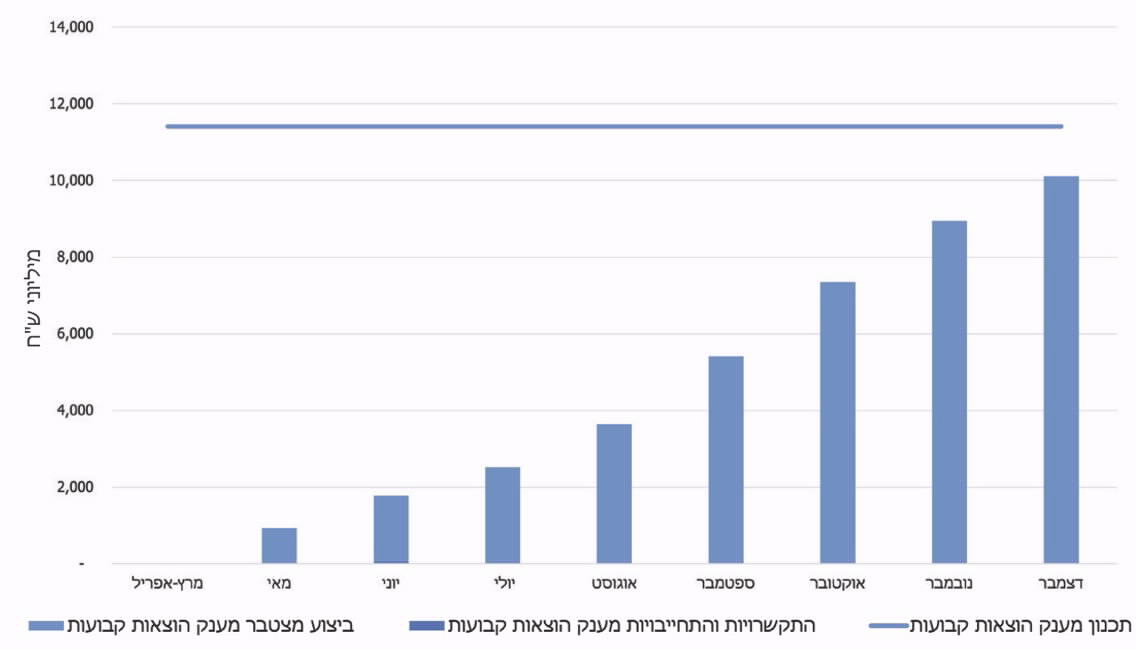 14,000
12,000
10,000
8,000
6,000
4,000
2,000
-
מיליוני ש"ח
מרץ-אפריל
מאי
יוני
יולי
אוגוסט
ספטמבר
אוקטובר
נובמבר
דצמבר
ביצוע מצטבר מענק הוצאות קבועות
התקשרויות והתחייבויות מענק הוצאות קבועות
תכנון מענק הוצאות קבועות